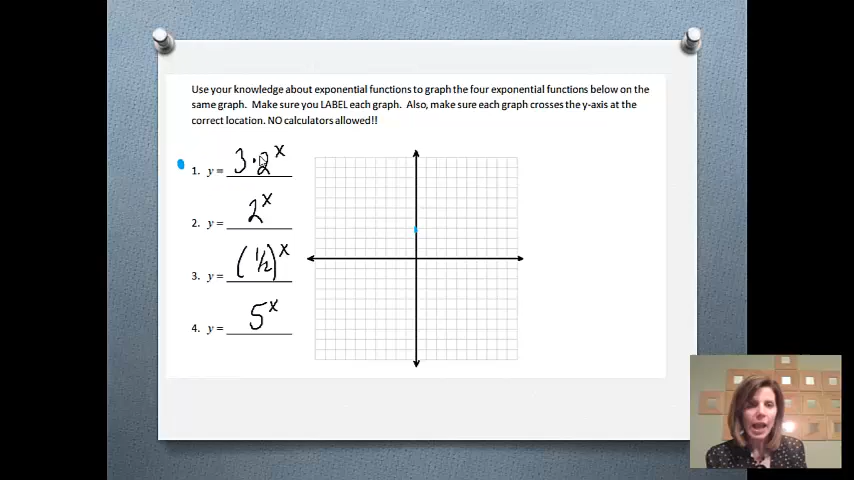 Use your knowledge about exponential functions to graph the four exponential functions below on the
same graph. Make sure you LABEL each graph. Also, make sure each graph crosses the y-axis at the
correct location. NO calculators allowed!!
1. y = 3·2^x
2. y = 2^x
3. y = (1/2)^x
4. y = 5^x